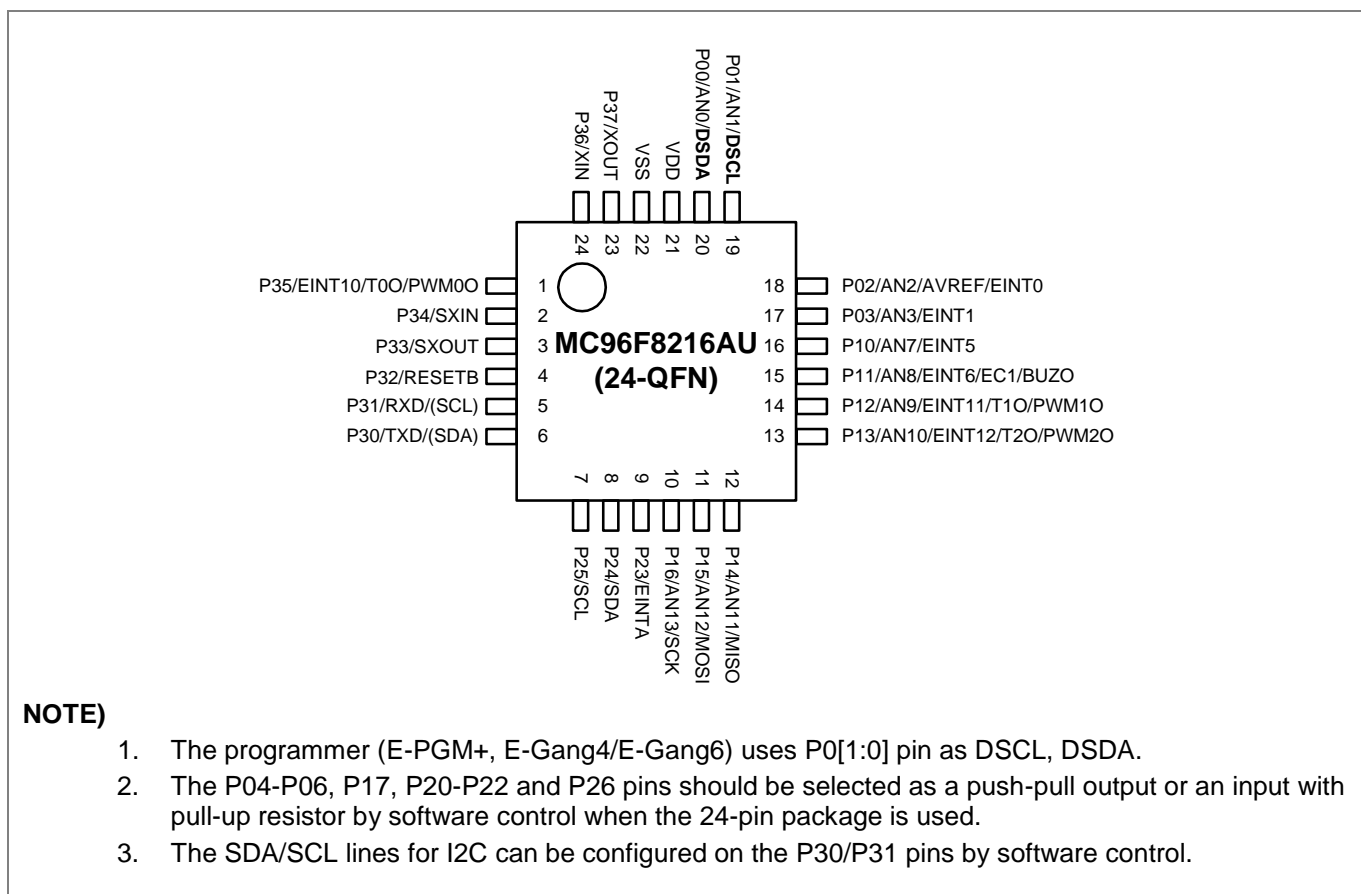 P36/XIN
P37/XOUT
VSS
VDD
P00/AN0/DSDA
P01/AN1/DSCL
24
23
22
21
20
19
P35/EINT10/T0O/PWM0O
1
18
P02/AN2/AVREF/EINT0
P34/SXIN
2
17
P03/AN3/EINT1
P33/SXOUT
3
MC96F8216AU
16
P10/AN7/EINT5
P32/RESETB
4
(24-QFN)
15
P11/AN8/EINT6/EC1/BUZO
P31/RXD/(SCL)
5
14
P12/AN9/EINT11/T1O/PWM1O
P30/TXD/(SDA)
6
13
P13/AN10/EINT12/T2O/PWM2O
7
8
9
10
11
12
P25/SCL
P24/SDA
P23/EINTA
P16/AN13/SCK
P15/AN12/MOSI
P14/AN11/MISO
NOTE)
1. The programmer (E-PGM+, E-Gang4/E-Gang6) uses P0[1:0] pin as DSCL, DSDA.
2. The P04-P06, P17, P20-P22 and P26 pins should be selected as a push-pull output or an input with
pull-up resistor by software control when the 24-pin package is used.
3. The SDA/SCL lines for I2C can be configured on the P30/P31 pins by software control.